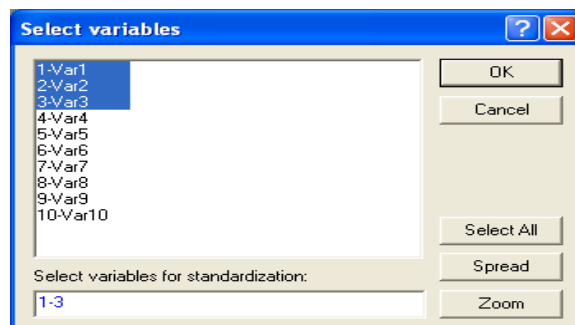 Select variables
1-Var1
2-Var2
3-Var3
4-Var4
5-Var5
6-Var6
7-Var7
8-Var8
9-Var9
10-Var10
OK
Cancel
Select All
Spread
Zoom
Select variables for standardization:
1-3